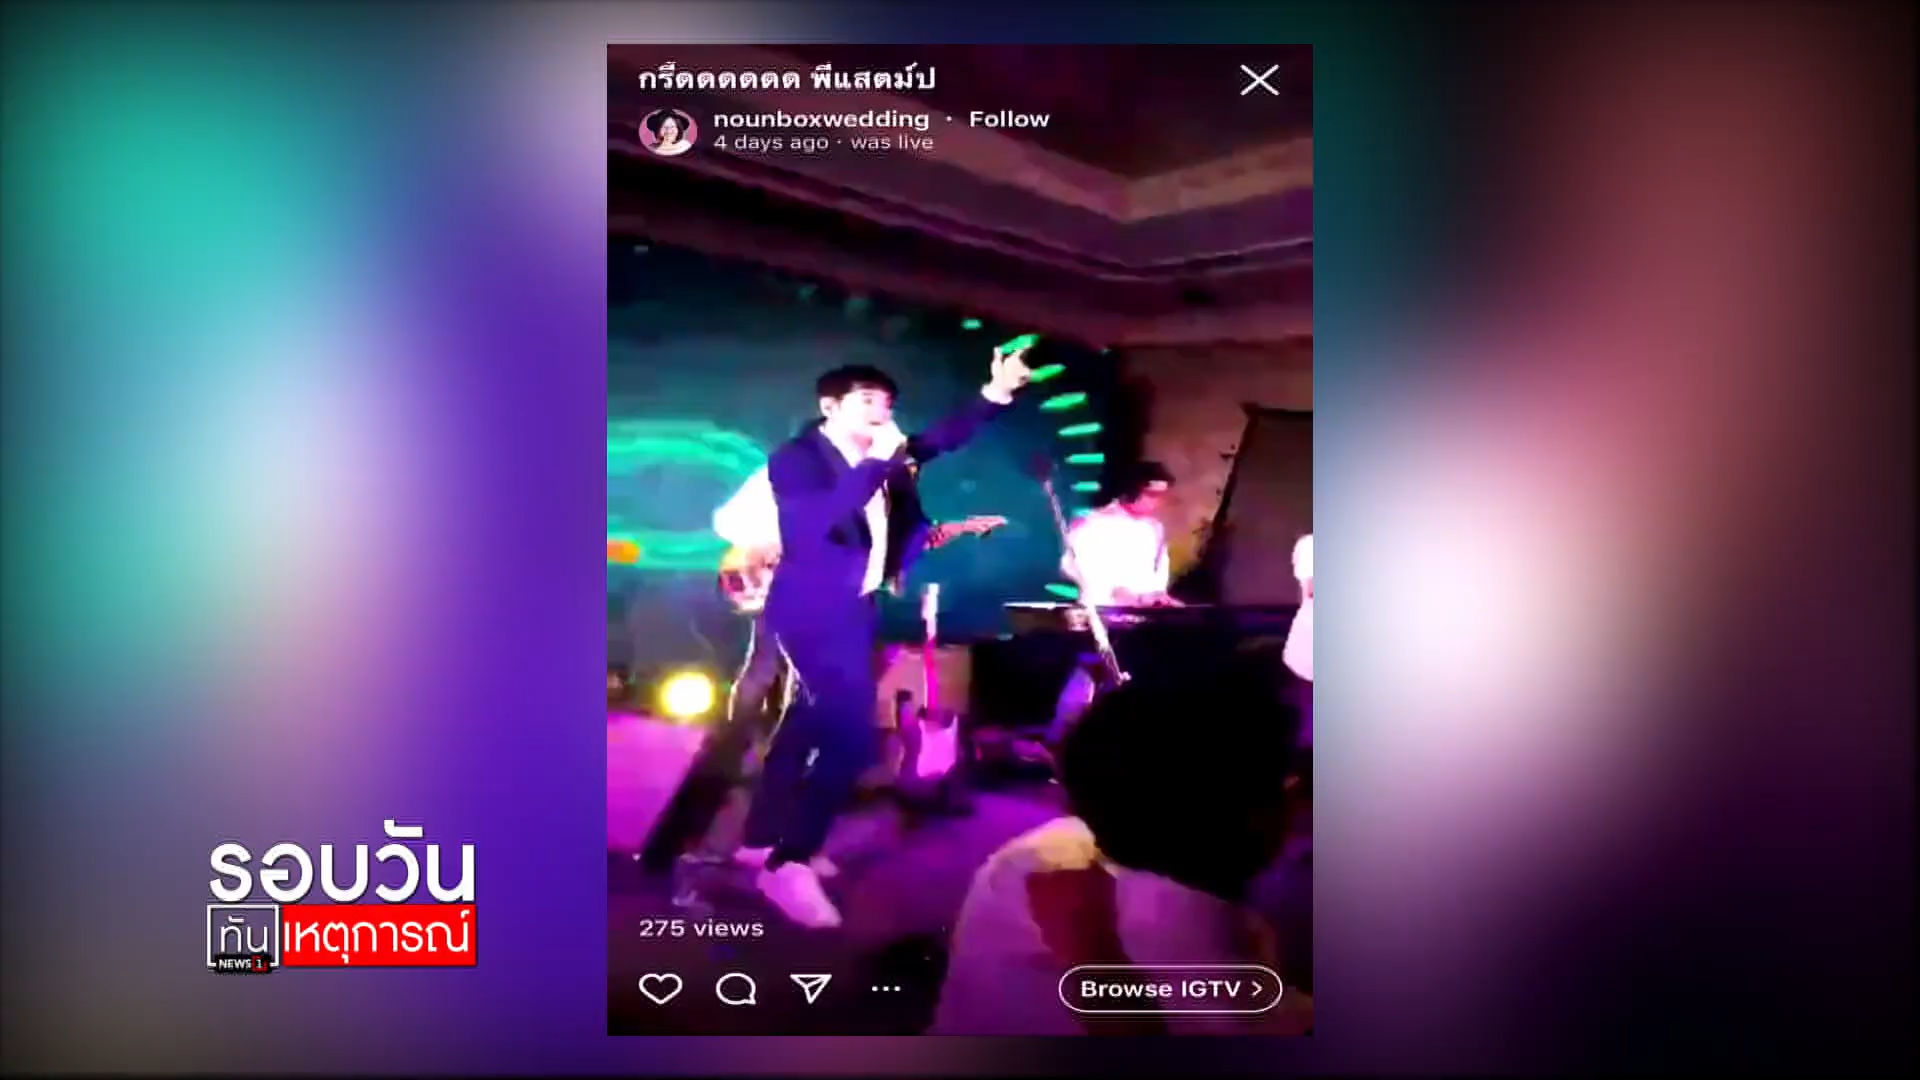 กรี๊ดดดดดด พี่แสตมป์
nounboxwedding · Follow
4 days ago · was live
275 views
Browse IGTV >
รอบวัน
ทันเหตุการณ์
NEWS 1